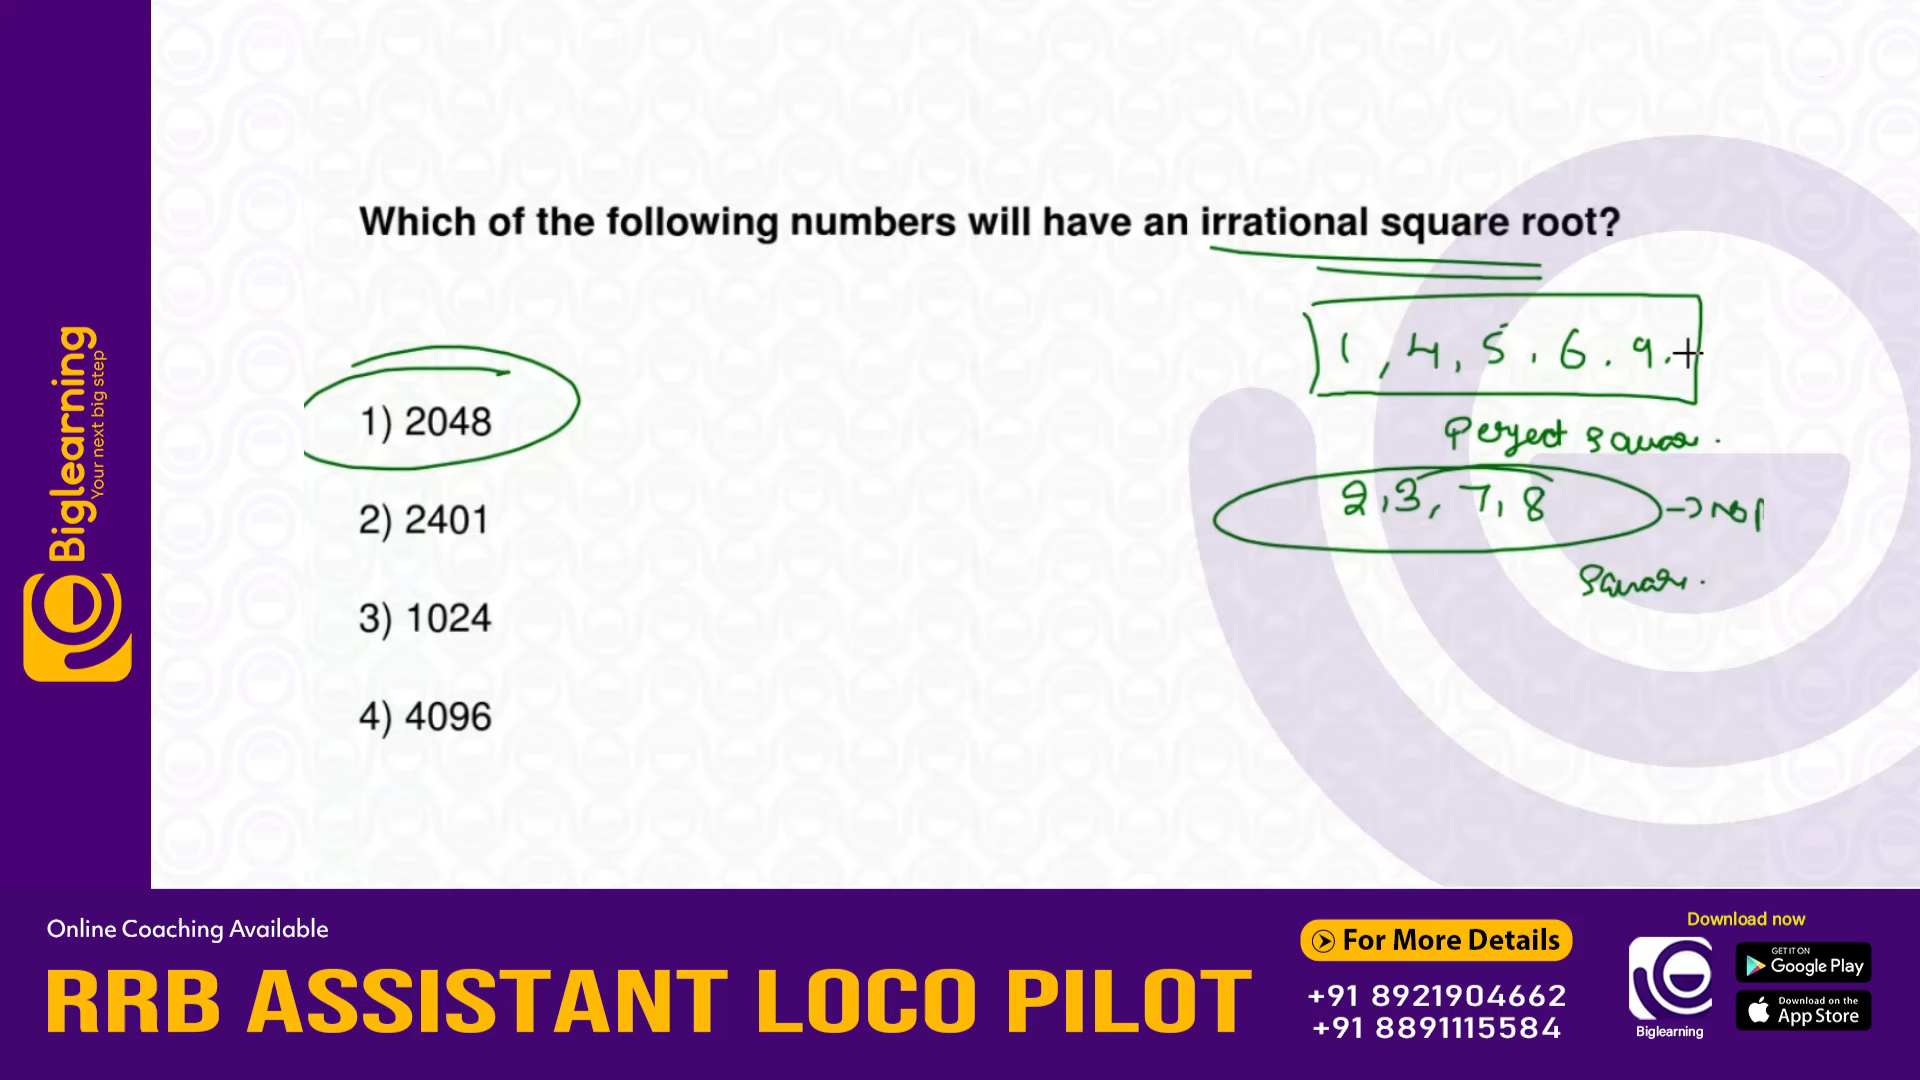 Which of the following numbers will have an irrational square root?
1, 4, 5, 6, 9.
Perfect square.
1) 2048
2, 3, 7, 8 → not
square.
2) 2401
3) 1024
4) 4096
Biglearning
Your next big step
Online Coaching Available
RRB ASSISTANT LOCO PILOT
For More Details
+91 8921904662
+91 8891115584
Download now
Biglearning
GET IT ON
Google Play
Download on the
App Store